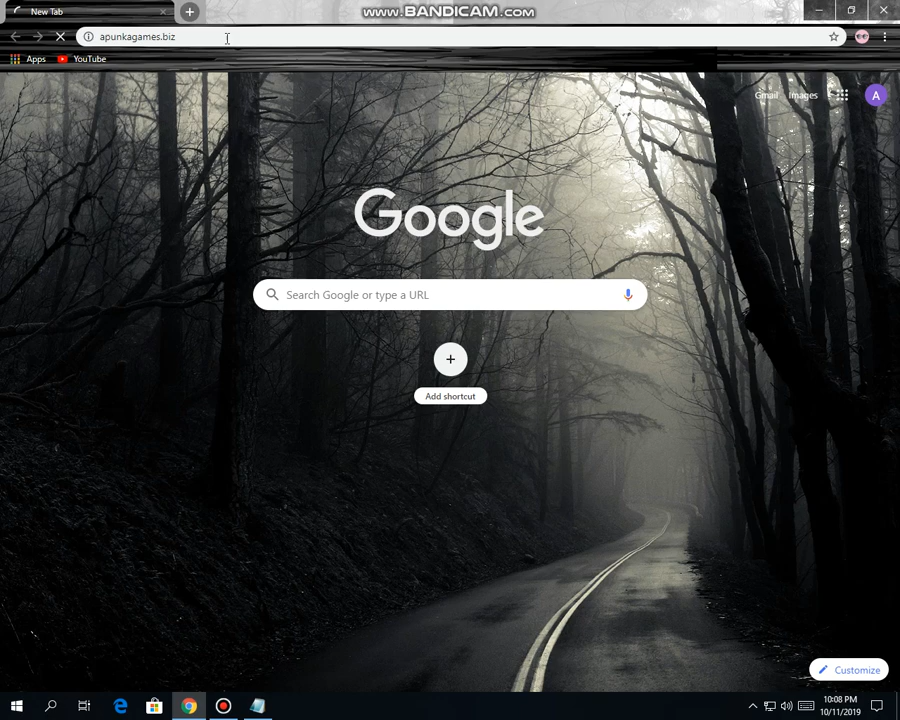 New Tab
www.BANDICAM.com
apunkagames.biz
Apps YouTube
Gmail Images A
Google
Search Google or type a URL
Add shortcut
Customize
10:08 PM
10/11/2019